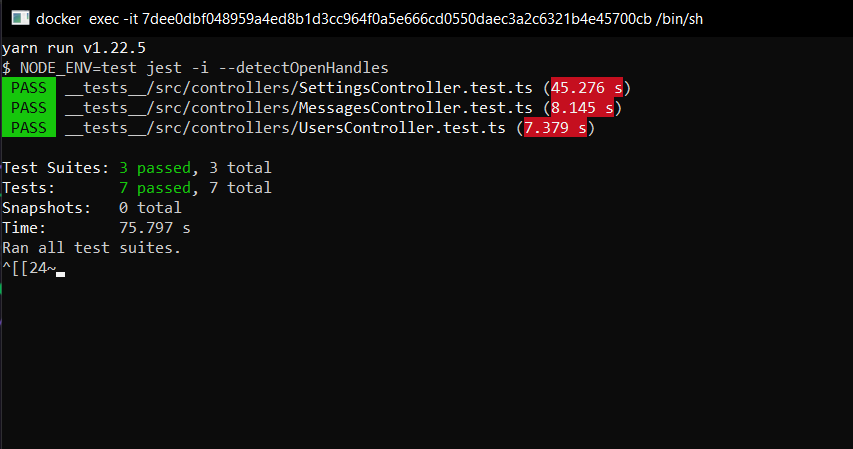 docker  exec -it 7dee0dbf048959a4ed8b1d3cc964f0a5e666cd0550daec3a2c6321b4e45700cb /bin/sh
yarn run v1.22.5
$ NODE_ENV=test jest -i --detectOpenHandles
PASS  __tests__/src/controllers/SettingsController.test.ts (45.276 s)
PASS  __tests__/src/controllers/MessagesController.test.ts (8.145 s)
PASS  __tests__/src/controllers/UsersController.test.ts (7.379 s)
Test Suites: 3 passed, 3 total
Tests:       7 passed, 7 total
Snapshots:   0 total
Time:        75.797 s
Ran all test suites.
^[[24~